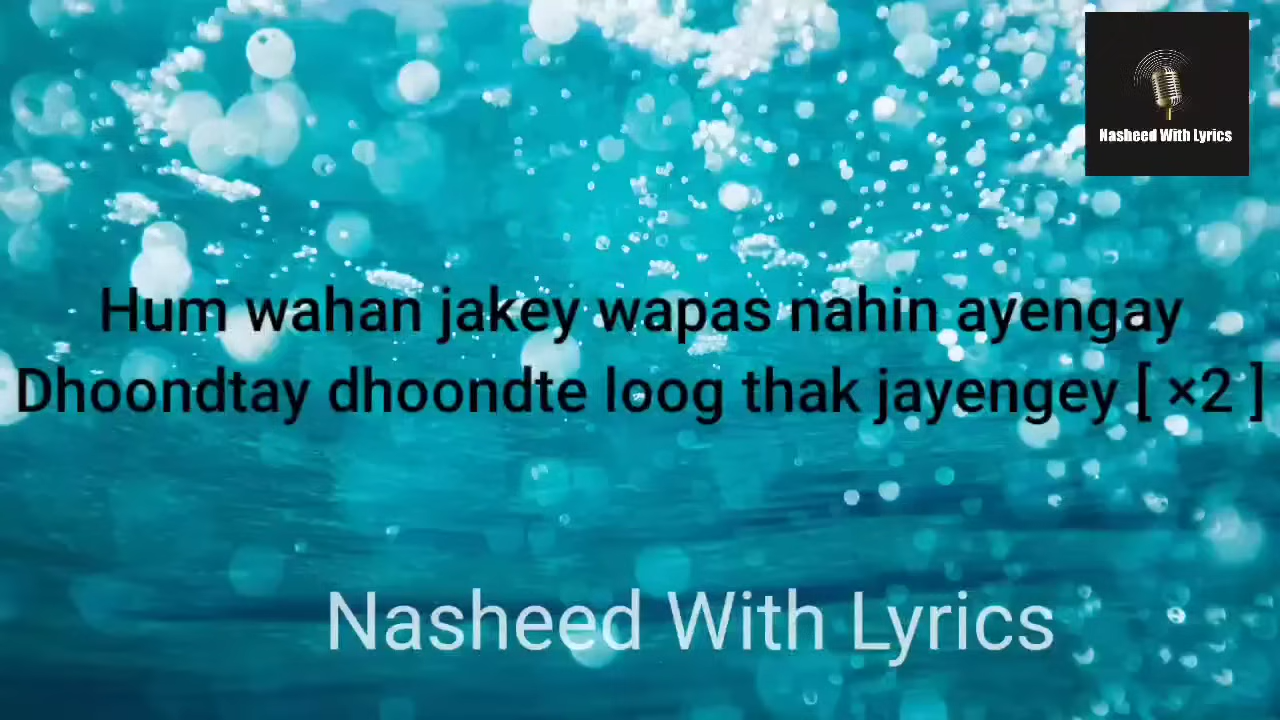 Nasheed With Lyrics
Hum wahan jakey wapas nahin ayengay
Dhoondtay dhoondte loog thak jayengey [ ×2 ]
Nasheed With Lyrics